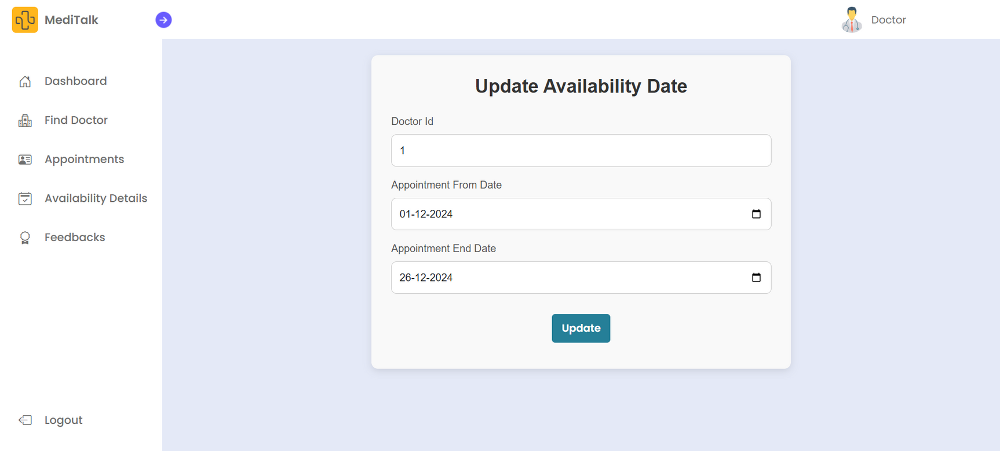 MediTalk
Doctor
Dashboard
Find Doctor
Appointments
Availability Details
Feedbacks
Logout
Update Availability Date
Doctor Id
1
Appointment From Date
01-12-2024
Appointment End Date
26-12-2024
Update